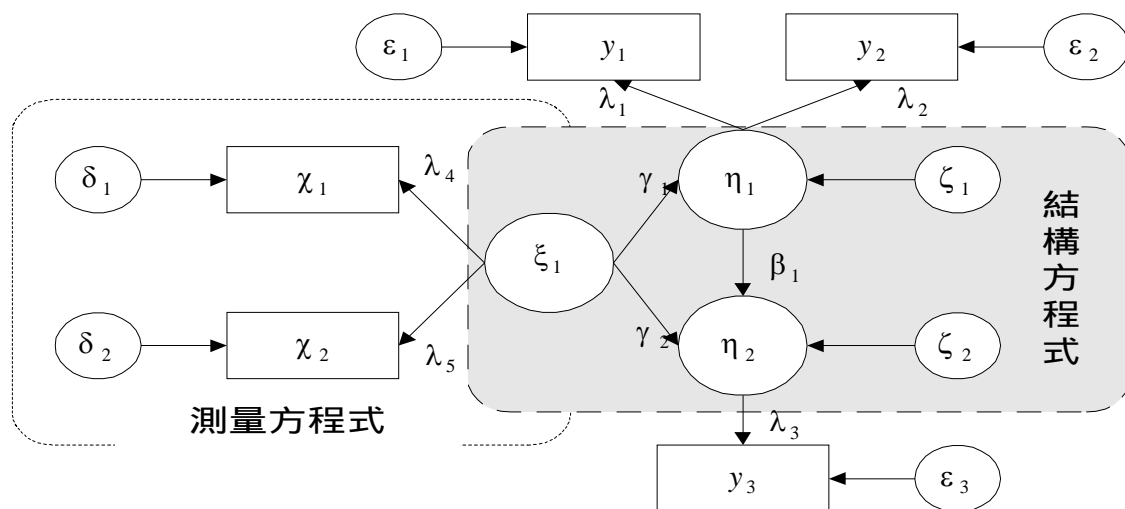 ε₁
y₁
y₂
ε₂
λ₁
λ₂
δ₁
χ₁
λ₄
γ₁
η₁
ζ₁
ξ₁
β₁
結構方程式
δ₂
χ₂
λ₅
γ₂
η₂
ζ₂
測量方程式
λ₃
y₃
ε₃